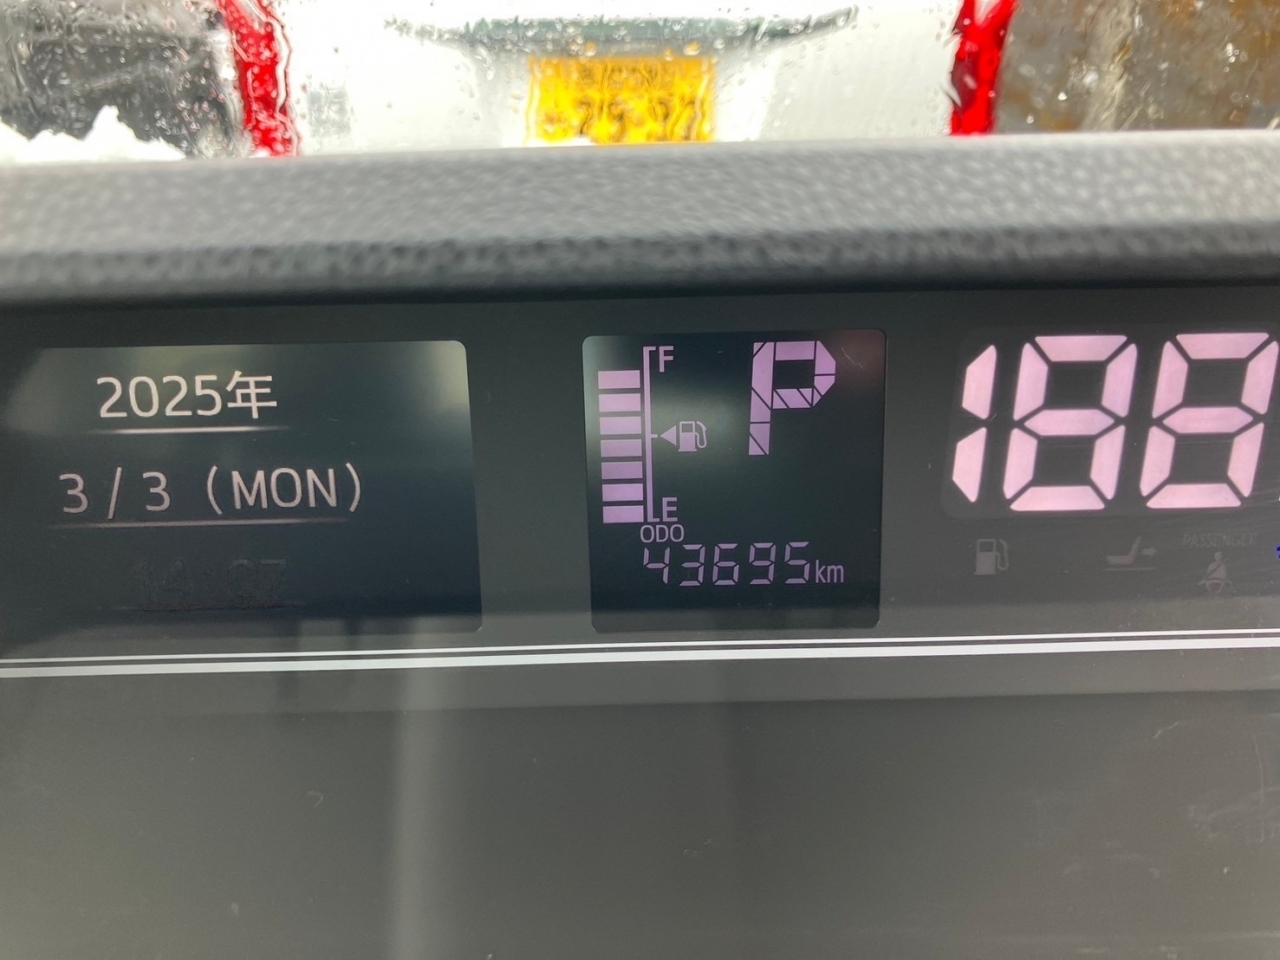 2025年
3/3 (MON)
F
P
E
ODO
43695km
188
PASSENGER